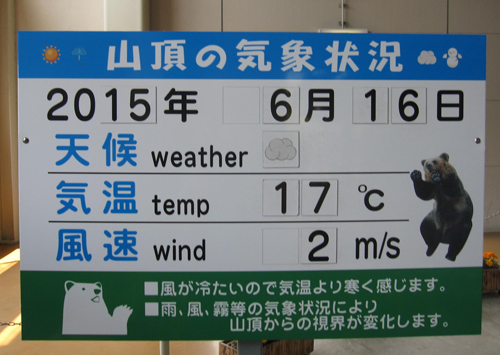 山頂の気象状況
2015年 6月16日
天候 weather
気温 temp 17 ℃
風速 wind 2 m/s
■風が冷たいので気温より寒く感じます。
■雨、風、霧等の気象状況により
山頂からの視界が変化します。